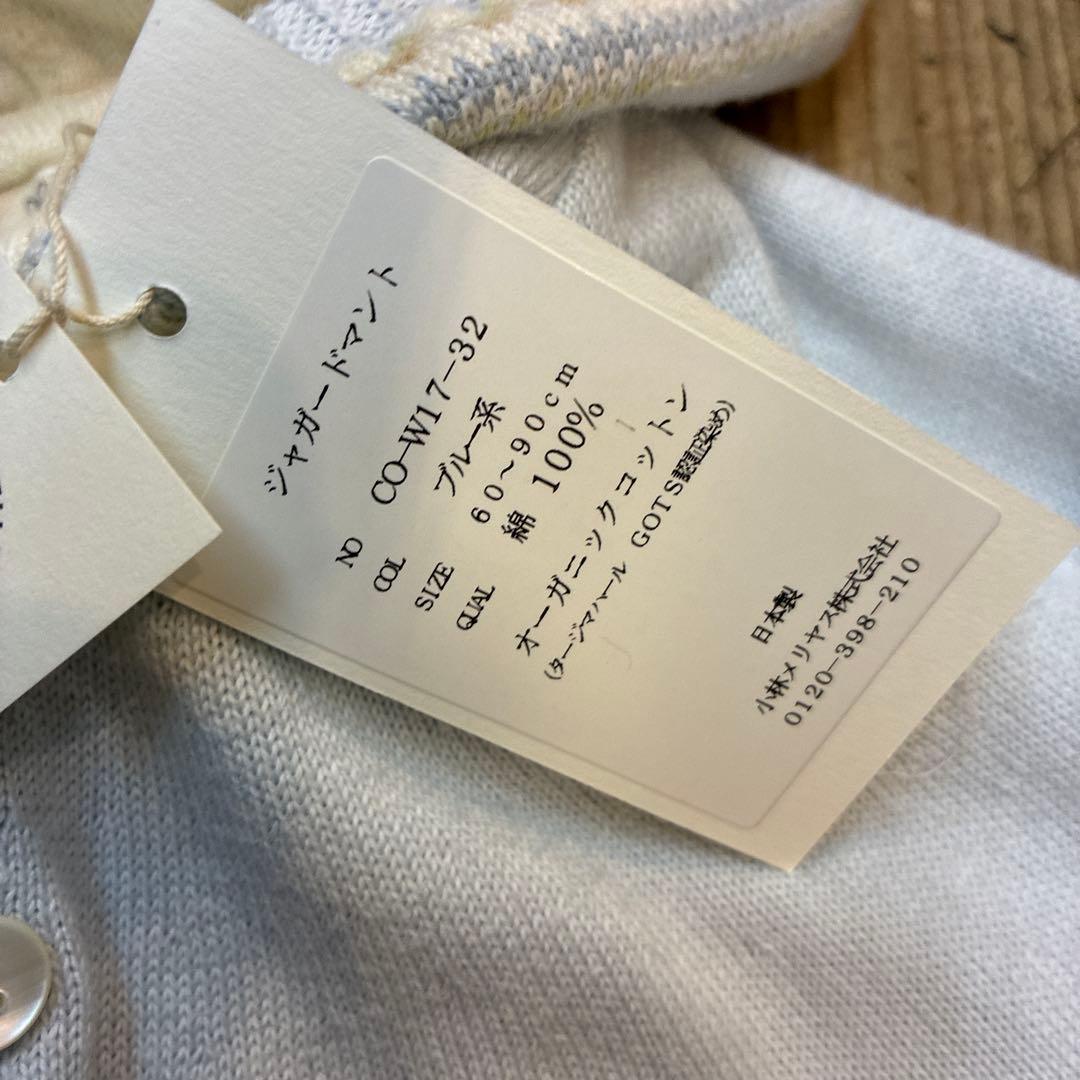 ジャガードマント
NO CO-W17-32
COL ブルー系
SIZE 60~90cm
QUAL 綿 100%
オーガニックコットン
(タージマハール GOTS認証染め)
日本製
小林メリヤス株式会社
0120-398-210